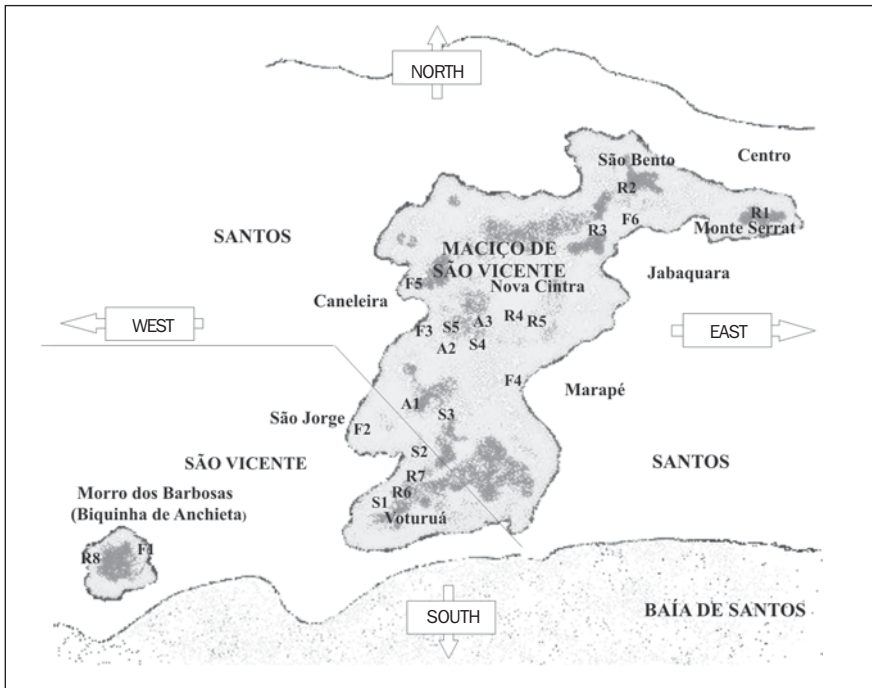 NORTH
São Bento
Centro
R2
R1
F6
Monte Serrat
R3
SANTOS
MACIÇO DE
SÃO VICENTE
Jabaquara
F5
Nova Cintra
Caneleira
WEST
F3
S5
A3
R4
R5
EAST
A2
S4
F4
Marapé
A1
São Jorge
S3
F2
S2
SÃO VICENTE
SANTOS
R7
Morro dos Barbosas
R6
(Biquinha de Anchieta)
S1
Voturuá
R8
F1
SOUTH
BAÍA DE SANTOS